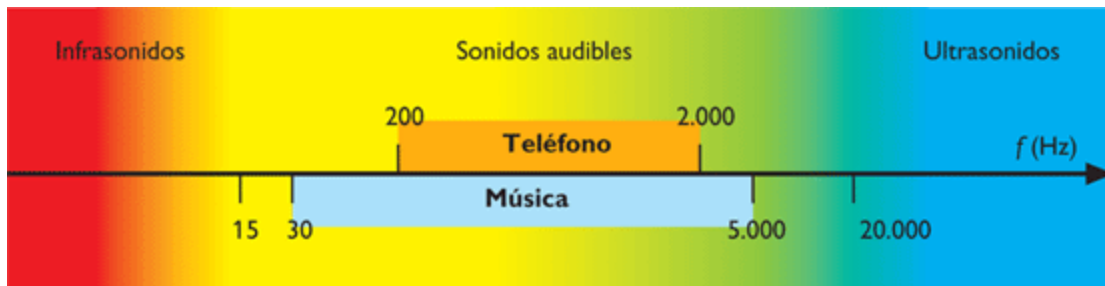 Infrasonidos Sonidos audibles Ultrasonidos
200 2.000
Teléfono
f (Hz)
Música
15 30 5.000 20.000